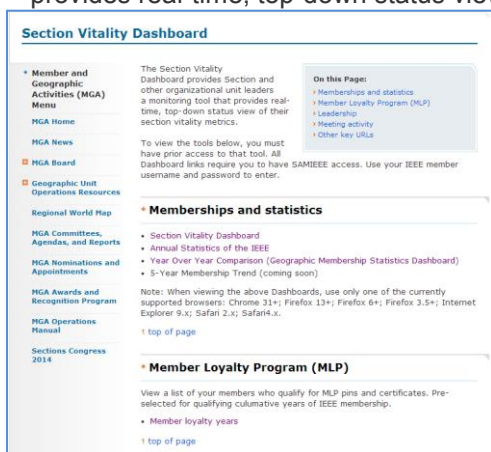 Section Vitality Dashboard
Member and
Geographic
Activities (MGA)
Menu
MGA Home
MGA News
MGA Board
Geographic Unit
Operations Resources
Regional World Map
MGA Committees,
Agendas, and Reports
MGA Nominations and
Appointments
MGA Awards and
Recognition Program
MGA Operations
Manual
Sections Congress
2014
The Section Vitality
Dashboard provides Section and
other organizational unit leaders
a monitoring tool that provides real-
time, top-down status view of their
section vitality metrics.
To view the tools below, you must
have prior access to that tool. All
Dashboard links require you to have SAMIEEE access. Use your IEEE member
username and password to enter.
On this Page:
Memberships and statistics
Member Loyalty Program (MLP)
Leadership
Meeting activity
Other key URLs
Memberships and statistics
• Section Vitality Dashboard
• Annual Statistics of the IEEE
• Year Over Year Comparison (Geographic Membership Statistics Dashboard)
• 5-Year Membership Trend (coming soon)
Note: When viewing the above Dashboards, use only one of the currently
supported browsers: Chrome 31+; Firefox 13+; Firefox 6+; Firefox 3.5+; Internet
Explorer 9.x; Safari 2.x; Safari4.x.
↑ top of page
Member Loyalty Program (MLP)
View a list of your members who qualify for MLP pins and certificates. Pre-
selected for qualifying culumative years of IEEE membership.
• Member loyalty years
↑ top of page